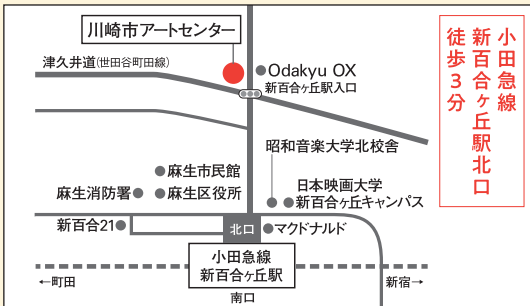 川崎市アートセンター
津久井道(世田谷町田線)
Odakyu OX
新百合ヶ丘駅入口
昭和音楽大学北校舎
麻生市民館
麻生消防署
麻生区役所
日本映画大学
新百合ヶ丘キャンパス
新百合21
北口
マクドナルド
小田急線
新百合ヶ丘駅
←町田
新宿→
南口
小田急線
新百合ヶ丘駅北口
徒歩3分